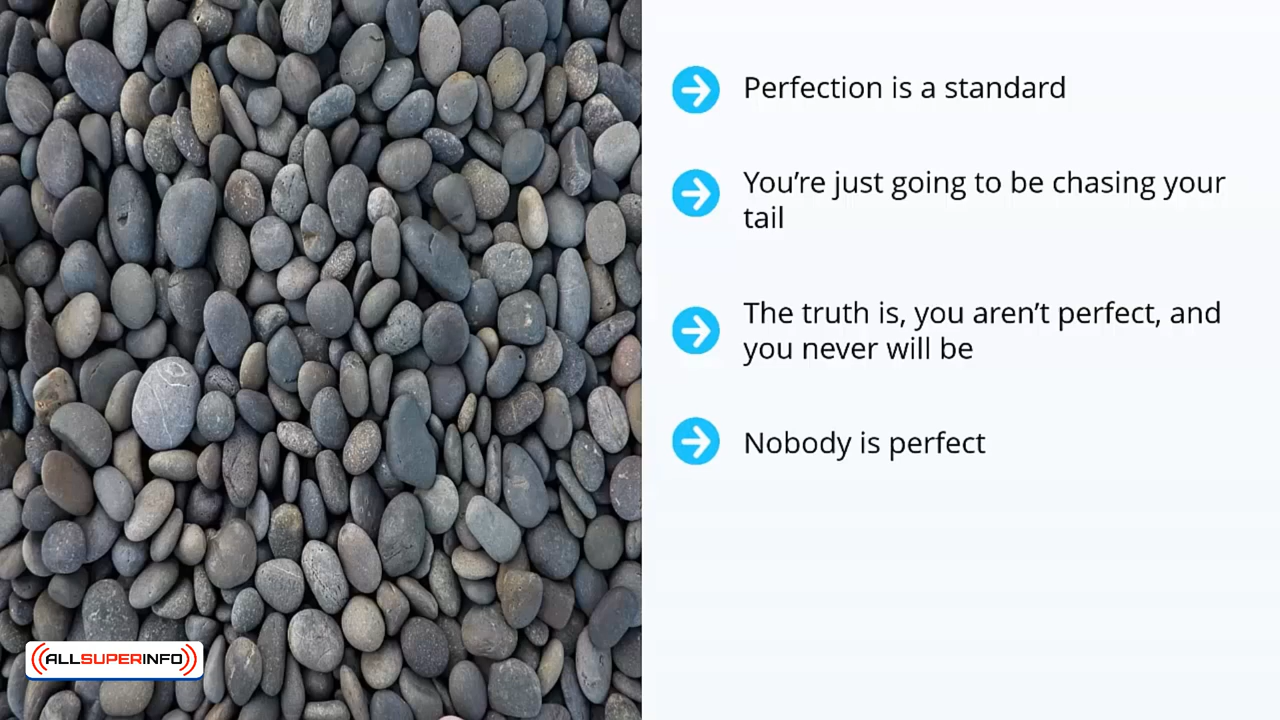 Perfection is a standard
You’re just going to be chasing your
tail
The truth is, you aren’t perfect, and
you never will be
Nobody is perfect
ALLSUPERINFO